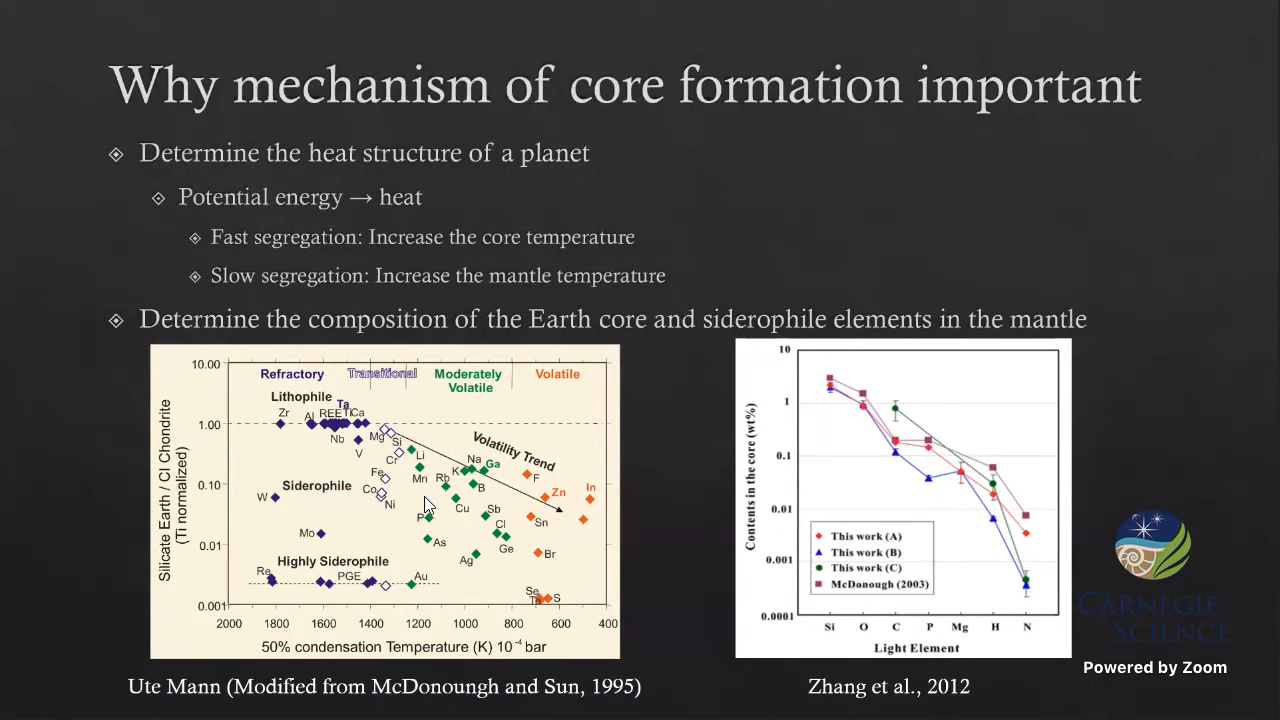 Why mechanism of core formation important
Determine the heat structure of a planet
Potential energy → heat
Fast segregation: Increase the core temperature
Slow segregation: Increase the mantle temperature
Determine the composition of the Earth core and siderophile elements in the mantle
Silicate Earth / CI Chondrite
(Ti normalized)
10.00
1.00
0.10
0.01
0.001
Refractory
Transitional
Moderately
Volatile
Volatile
Lithophile
Zr
Al
REE
Ta
Ti
Ca
Nb
V
Mg
Si
Cr
Li
Volatility Trend
Fe
Mn
Rb
K
Na
Ga
B
F
Siderophile
W
Co
Ni
Cu
Zn
In
Mo
P
Sb
Sn
Cl
As
Ge
Ag
Br
Highly Siderophile
Re
PGE
Au
Se
Te
S
2000
1800
1600
1400
1200
1000
800
600
400
50% condensation Temperature (K) 10⁻⁴ bar
Ute Mann (Modified from McDonoungh and Sun, 1995)
Contents in the core (wt%)
10
1
0.1
0.01
0.001
0.0001
This work (A)
This work (B)
This work (C)
McDonough (2003)
Si
O
C
P
Mg
H
N
Light Element
Zhang et al., 2012
CARNEGIE
SCIENCE
Powered by Zoom